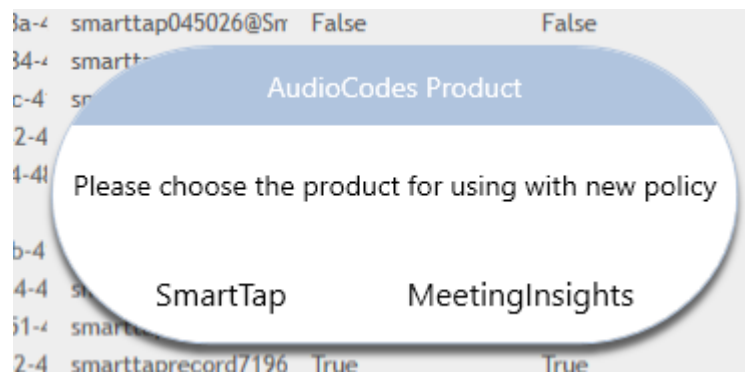 smarttap045026@Sm False False
AudioCodes Product
Please choose the product for using with new policy
SmartTap MeetingInsights
smarttaprecord7196 True True